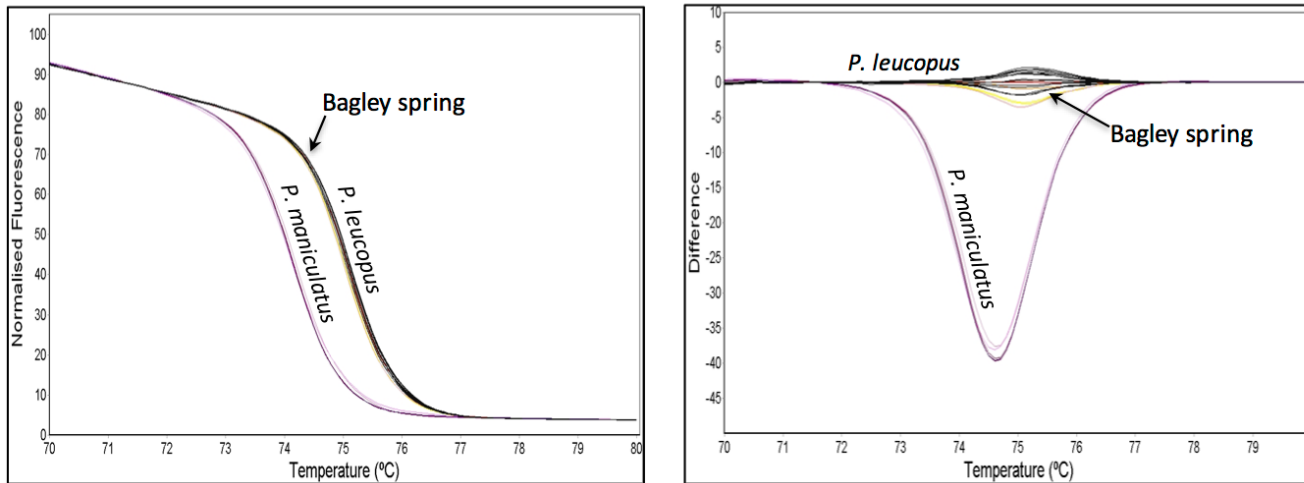 100
90
80
70
60
50
40
30
20
10
0
Normalised Fluorescence
Bagley spring
P. maniculatus
P. leucopus
70 71 72 73 74 75 76 77 78 79 80
Temperature (ºC)
10
5
0
-5
-10
-15
-20
-25
-30
-35
-40
-45
Difference
P. leucopus
Bagley spring
P. maniculatus
70 71 72 73 74 75 76 77 78 79
Temperature (ºC)